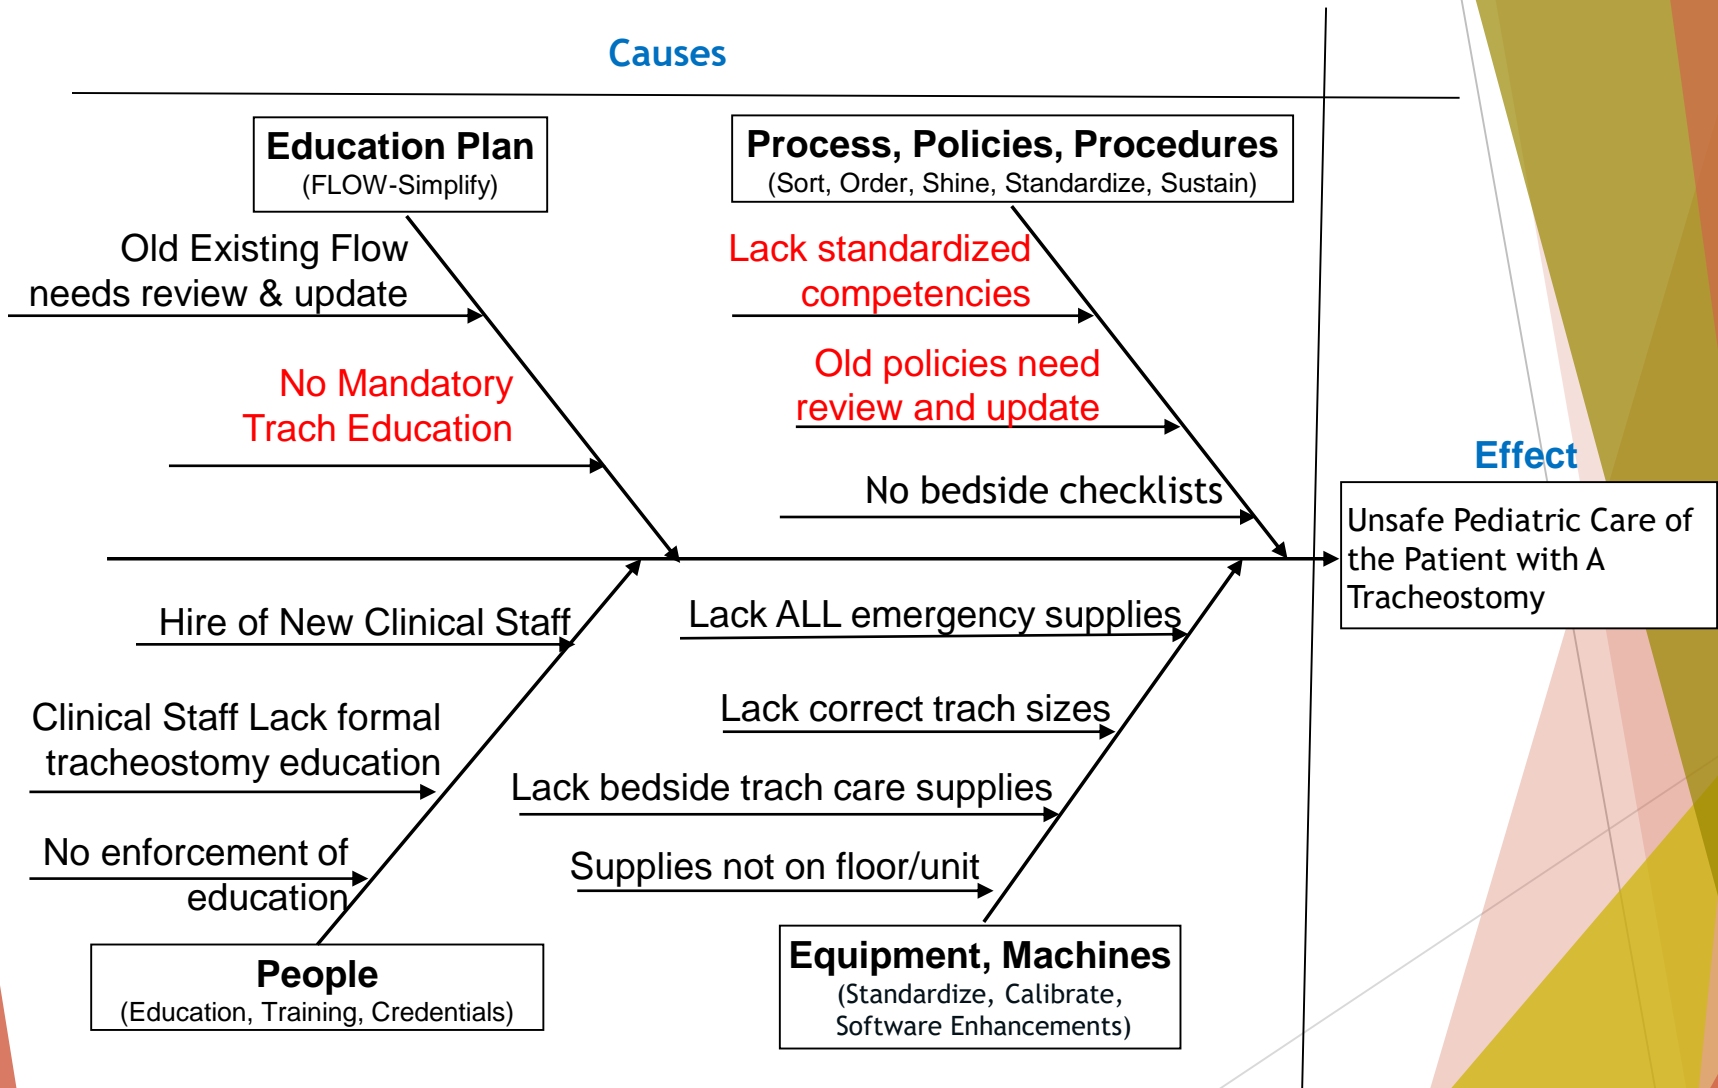 Causes
Education Plan
(FLOW-Simplify)
Process, Policies, Procedures
(Sort, Order, Shine, Standardize, Sustain)
Old Existing Flow
needs review & update
No Mandatory
Trach Education
Lack standardized
competencies
Old policies need
review and update
No bedside checklists
Effect
Unsafe Pediatric Care of
the Patient with A
Tracheostomy
Hire of New Clinical Staff
Clinical Staff Lack formal
tracheostomy education
No enforcement of
education
Lack ALL emergency supplies
Lack correct trach sizes
Lack bedside trach care supplies
Supplies not on floor/unit
People
(Education, Training, Credentials)
Equipment, Machines
(Standardize, Calibrate,
Software Enhancements)